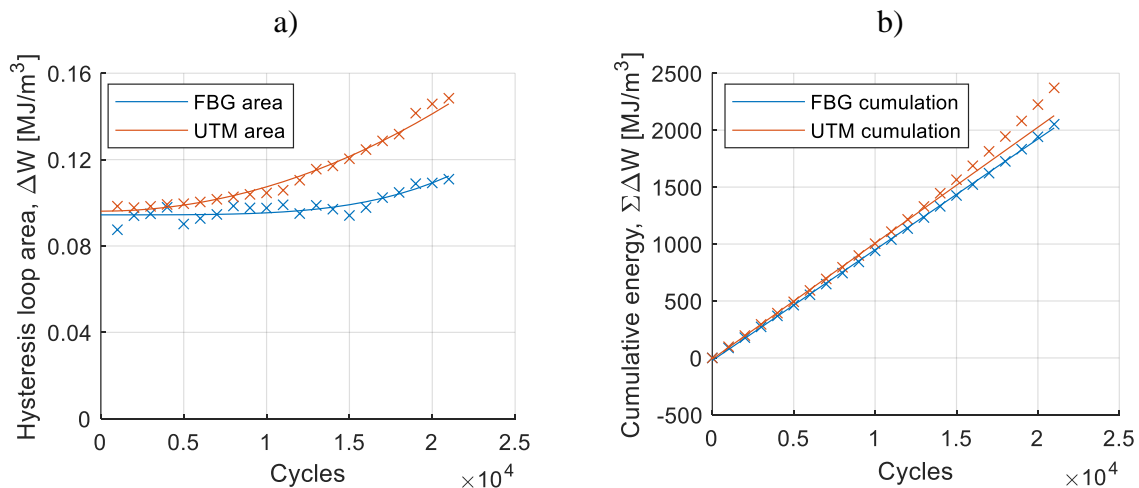 a)
Hysteresis loop area, ΔW [MJ/m³]
0.16
0.12
0.08
0.04
0
FBG area
UTM area
0 0.5 1 1.5 2 2.5
Cycles
×10⁴
b)
Cumulative energy, Σ ΔW [MJ/m³]
2500
2000
1500
1000
500
0
-500
FBG cumulation
UTM cumulation
0 0.5 1 1.5 2 2.5
Cycles
×10⁴